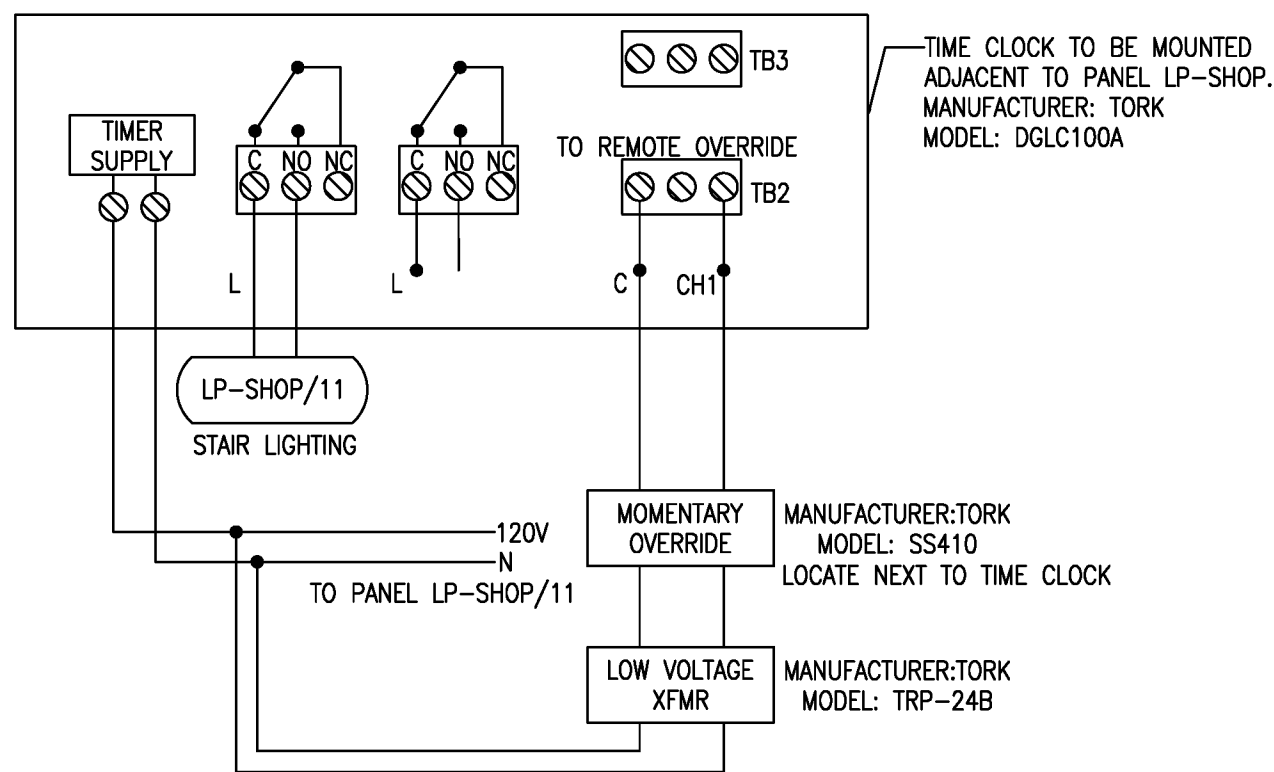 TB3
TIME CLOCK TO BE MOUNTED
ADJACENT TO PANEL LP-SHOP.
MANUFACTURER: TORK
MODEL: DGLC100A
TIMER
SUPPLY
C NO NC
C NO NC
TO REMOTE OVERRIDE
TB2
L
L
C
CH1
LP-SHOP/11
STAIR LIGHTING
120V
N
TO PANEL LP-SHOP/11
MOMENTARY
OVERRIDE
MANUFACTURER:TORK
MODEL: SS410
LOCATE NEXT TO TIME CLOCK
LOW VOLTAGE
XFMR
MANUFACTURER:TORK
MODEL: TRP-24B